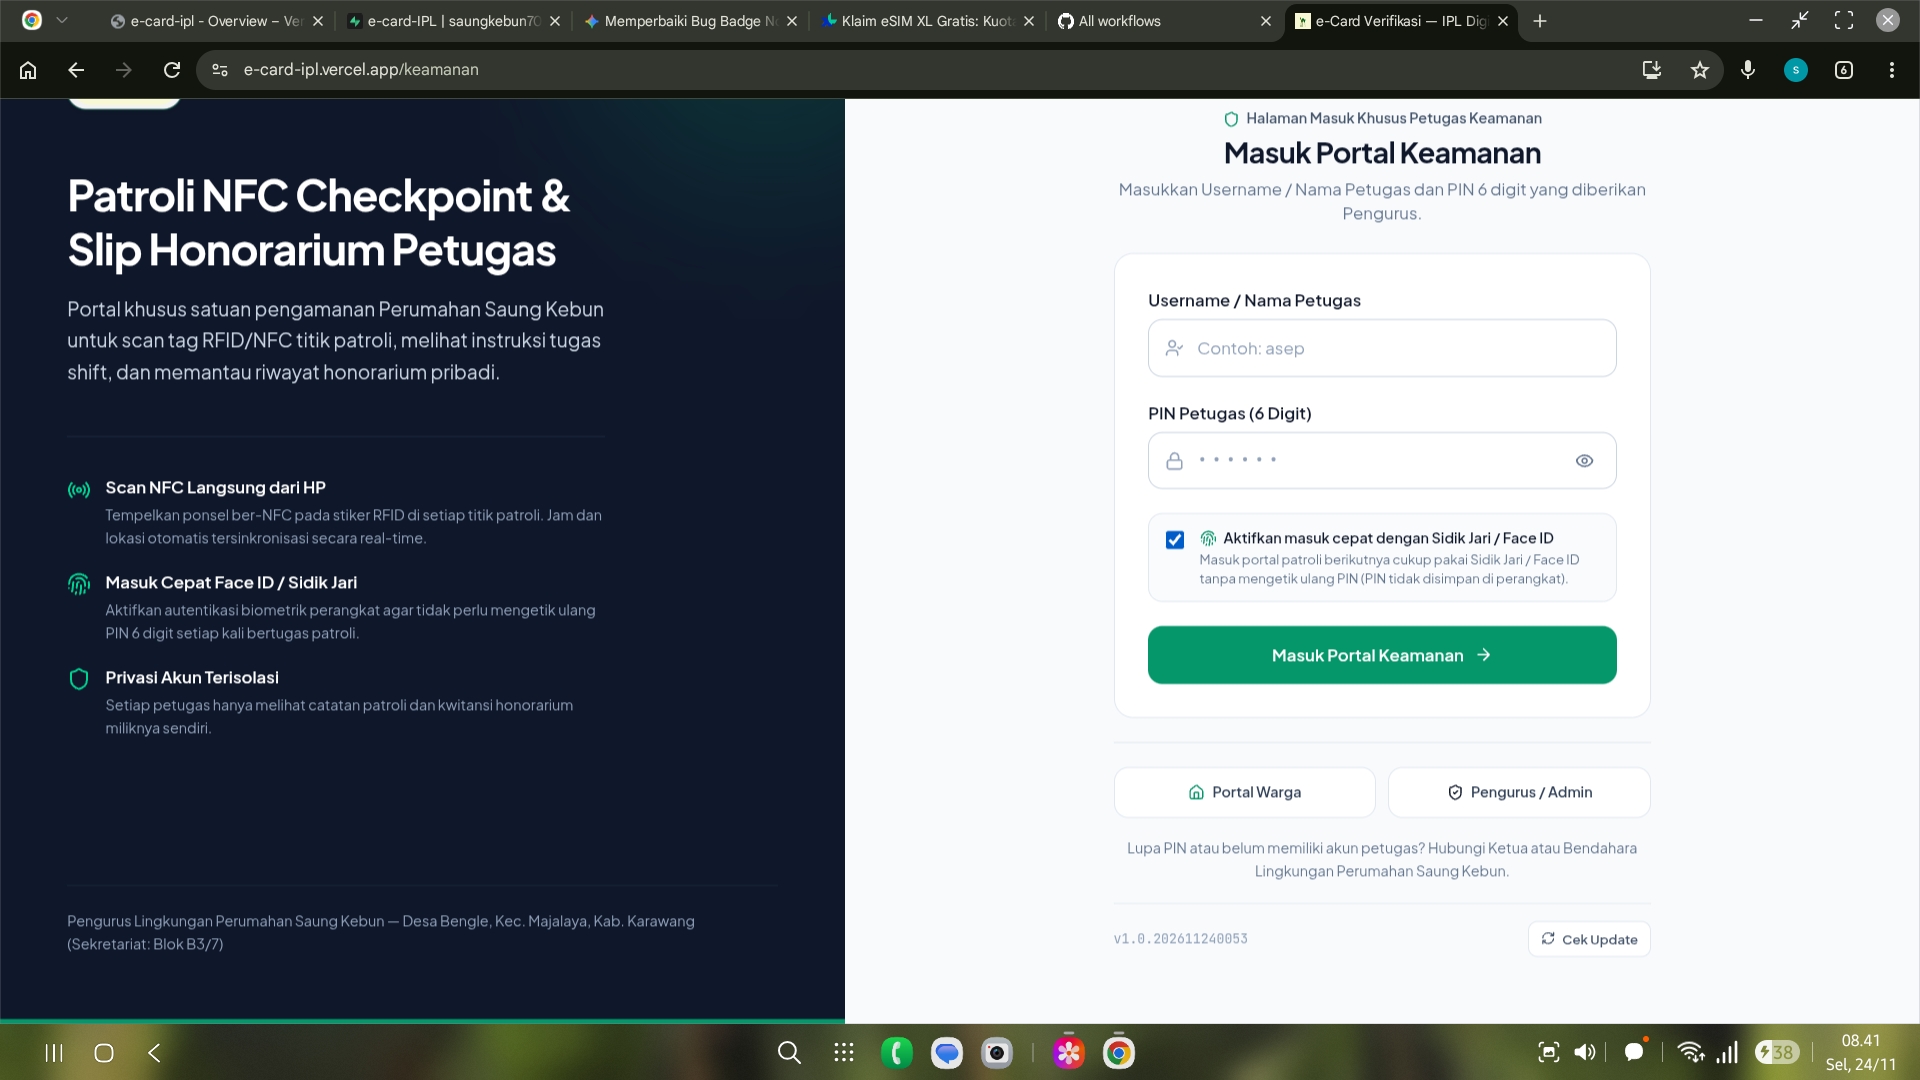 e-card-ipl - Overview – Ver
e-card-IPL | saungkebun70
Memperbaiki Bug Badge No
Klaim eSIM XL Gratis: Kuota
All workflows
e-Card Verifikasi — IPL Digi
e-card-ipl.vercel.app/keamanan
s
6
Patroli NFC Checkpoint &
Slip Honorarium Petugas
Portal khusus satuan pengamanan Perumahan Saung Kebun
untuk scan tag RFID/NFC titik patroli, melihat instruksi tugas
shift, dan memantau riwayat honorarium pribadi.
Scan NFC Langsung dari HP
Tempelkan ponsel ber-NFC pada stiker RFID di setiap titik patroli. Jam dan
lokasi otomatis tersinkronisasi secara real-time.
Masuk Cepat Face ID / Sidik Jari
Aktifkan autentikasi biometrik perangkat agar tidak perlu mengetik ulang
PIN 6 digit setiap kali bertugas patroli.
Privasi Akun Terisolasi
Setiap petugas hanya melihat catatan patroli dan kwitansi honorarium
miliknya sendiri.
Pengurus Lingkungan Perumahan Saung Kebun — Desa Bengle, Kec. Majalaya, Kab. Karawang
(Sekretariat: Blok B3/7)
Halaman Masuk Khusus Petugas Keamanan
Masuk Portal Keamanan
Masukkan Username / Nama Petugas dan PIN 6 digit yang diberikan
Pengurus.
Username / Nama Petugas
Contoh: asep
PIN Petugas (6 Digit)
Aktifkan masuk cepat dengan Sidik Jari / Face ID
Masuk portal patroli berikutnya cukup pakai Sidik Jari / Face ID
tanpa mengetik ulang PIN (PIN tidak disimpan di perangkat).
Masuk Portal Keamanan
Portal Warga
Pengurus / Admin
Lupa PIN atau belum memiliki akun petugas? Hubungi Ketua atau Bendahara
Lingkungan Perumahan Saung Kebun.
v1.0.202611240053
Cek Update
38
08.41
Sel, 24/11